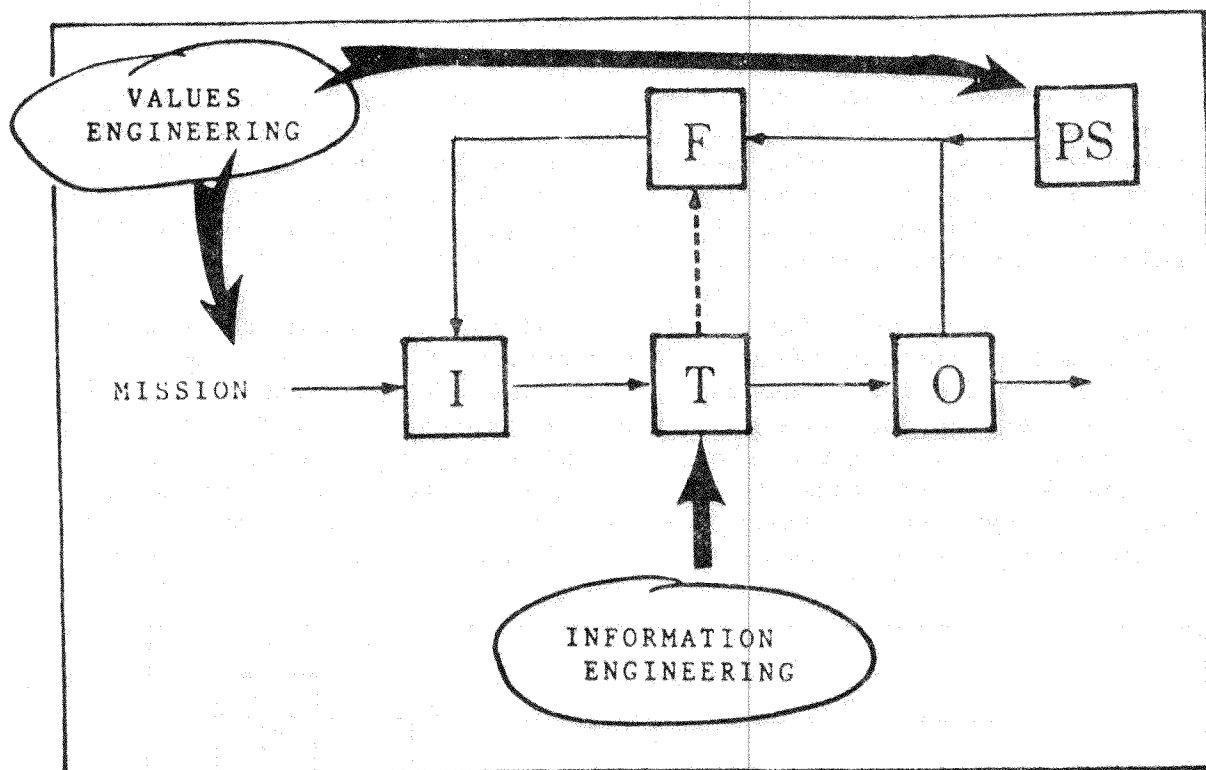 VALUES
ENGINEERING
F
PS
MISSION
I
T
O
INFORMATION
ENGINEERING